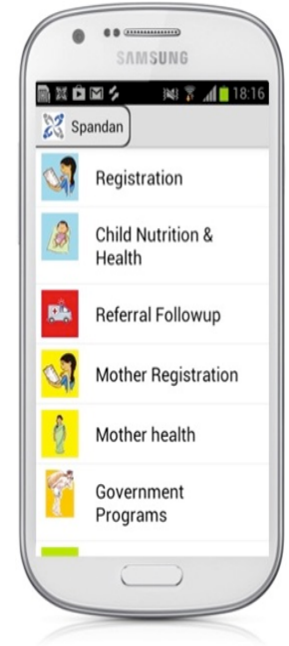 SAMSUNG
18:16
Spandan
Registration
Child Nutrition &
Health
Referral Followup
Mother Registration
Mother health
Government
Programs